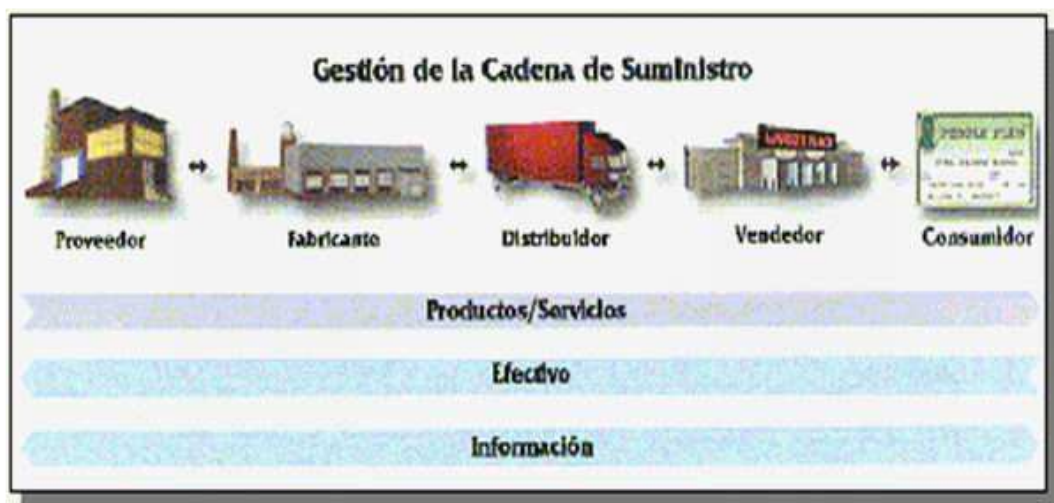 Gestión de la Cadena de Suministro
Proveedor
Fabricante
Distribuidor
Vendedor
Consumidor
Productos/Servicios
Efectivo
Información